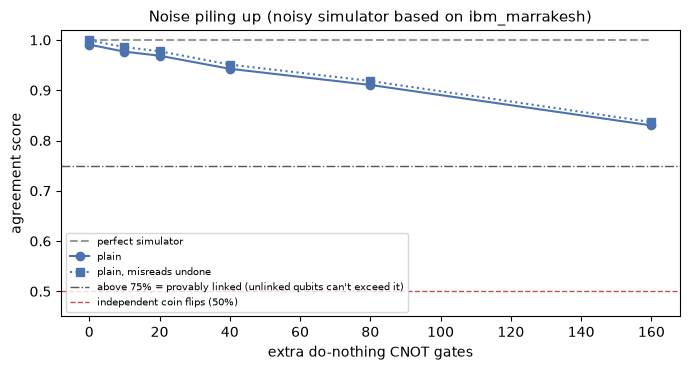 Noise piling up (noisy simulator based on ibm_marrakesh)
agreement score
1.0
0.9
0.8
0.7
0.6
0.5
perfect simulator
plain
plain, misreads undone
above 75% = provably linked (unlinked qubits can't exceed it)
independent coin flips (50%)
0 20 40 60 80 100 120 140 160
extra do-nothing CNOT gates